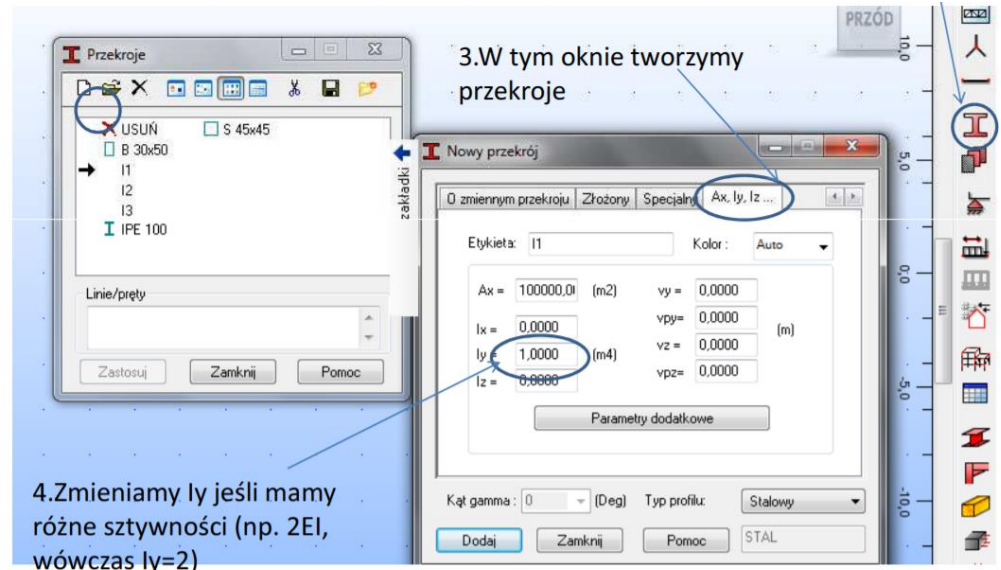 PRZÓD
Przekroje
3.W tym oknie tworzymy
przekroje
USUŃ
S 45x45
B 30x50
I1
I2
I3
IPE 100
zakładki
Linie/pręty
Zastosuj
Zamknij
Pomoc
Nowy przekrój
O zmiennym przekroju
Złożony
Specjalny
Ax, Iy, Iz ...
Etykieta: I1
Kolor : Auto
Ax = 100000,0 (m2)
vy = 0,0000
vpy= 0,0000
Ix = 0,0000
(m)
Iy = 1,0000 (m4)
vz = 0,0000
Iz = 0,0000
vpz= 0,0000
Parametry dodatkowe
Kąt gamma : 0 (Deg)
Typ profilu: Stalowy
Dodaj
Zamknij
Pomoc
STAL
4.Zmieniamy Iy jeśli mamy
różne sztywności (np. 2EI,
wówczas Iy=2)
10,0
5,0
0,0
-5,0
-10,0